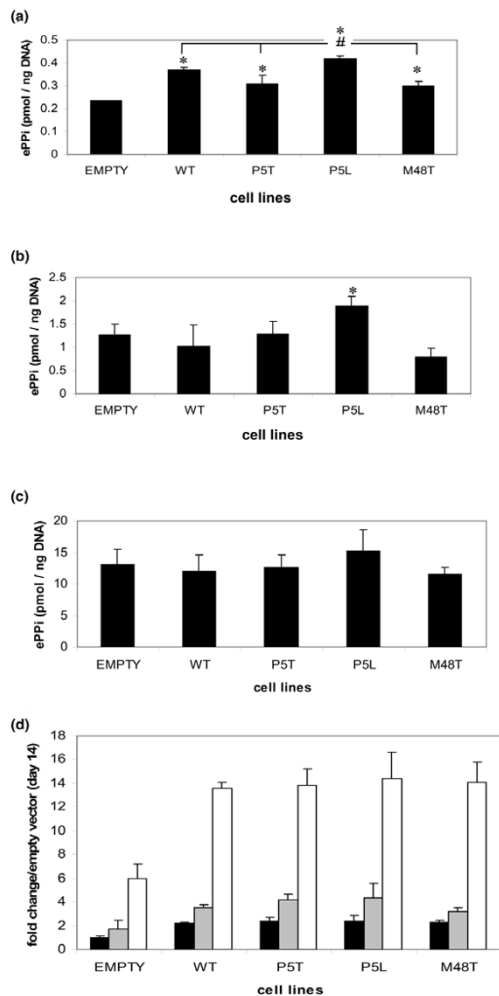 (a)
*
#
* * *
0.5
0.4
0.3
0.2
0.1
0
ePPi (pmol / ng DNA)
EMPTY WT P5T P5L M48T
cell lines
(b)
*
2.5
2
1.5
1
0.5
0
ePPi (pmol / ng DNA)
EMPTY WT P5T P5L M48T
cell lines
(c)
20
15
10
5
0
ePPi (pmol / ng DNA)
EMPTY WT P5T P5L M48T
cell lines
(d)
18
16
14
12
10
8
6
4
2
0
fold change/empty vector (day 14)
EMPTY WT P5T P5L M48T
cell lines